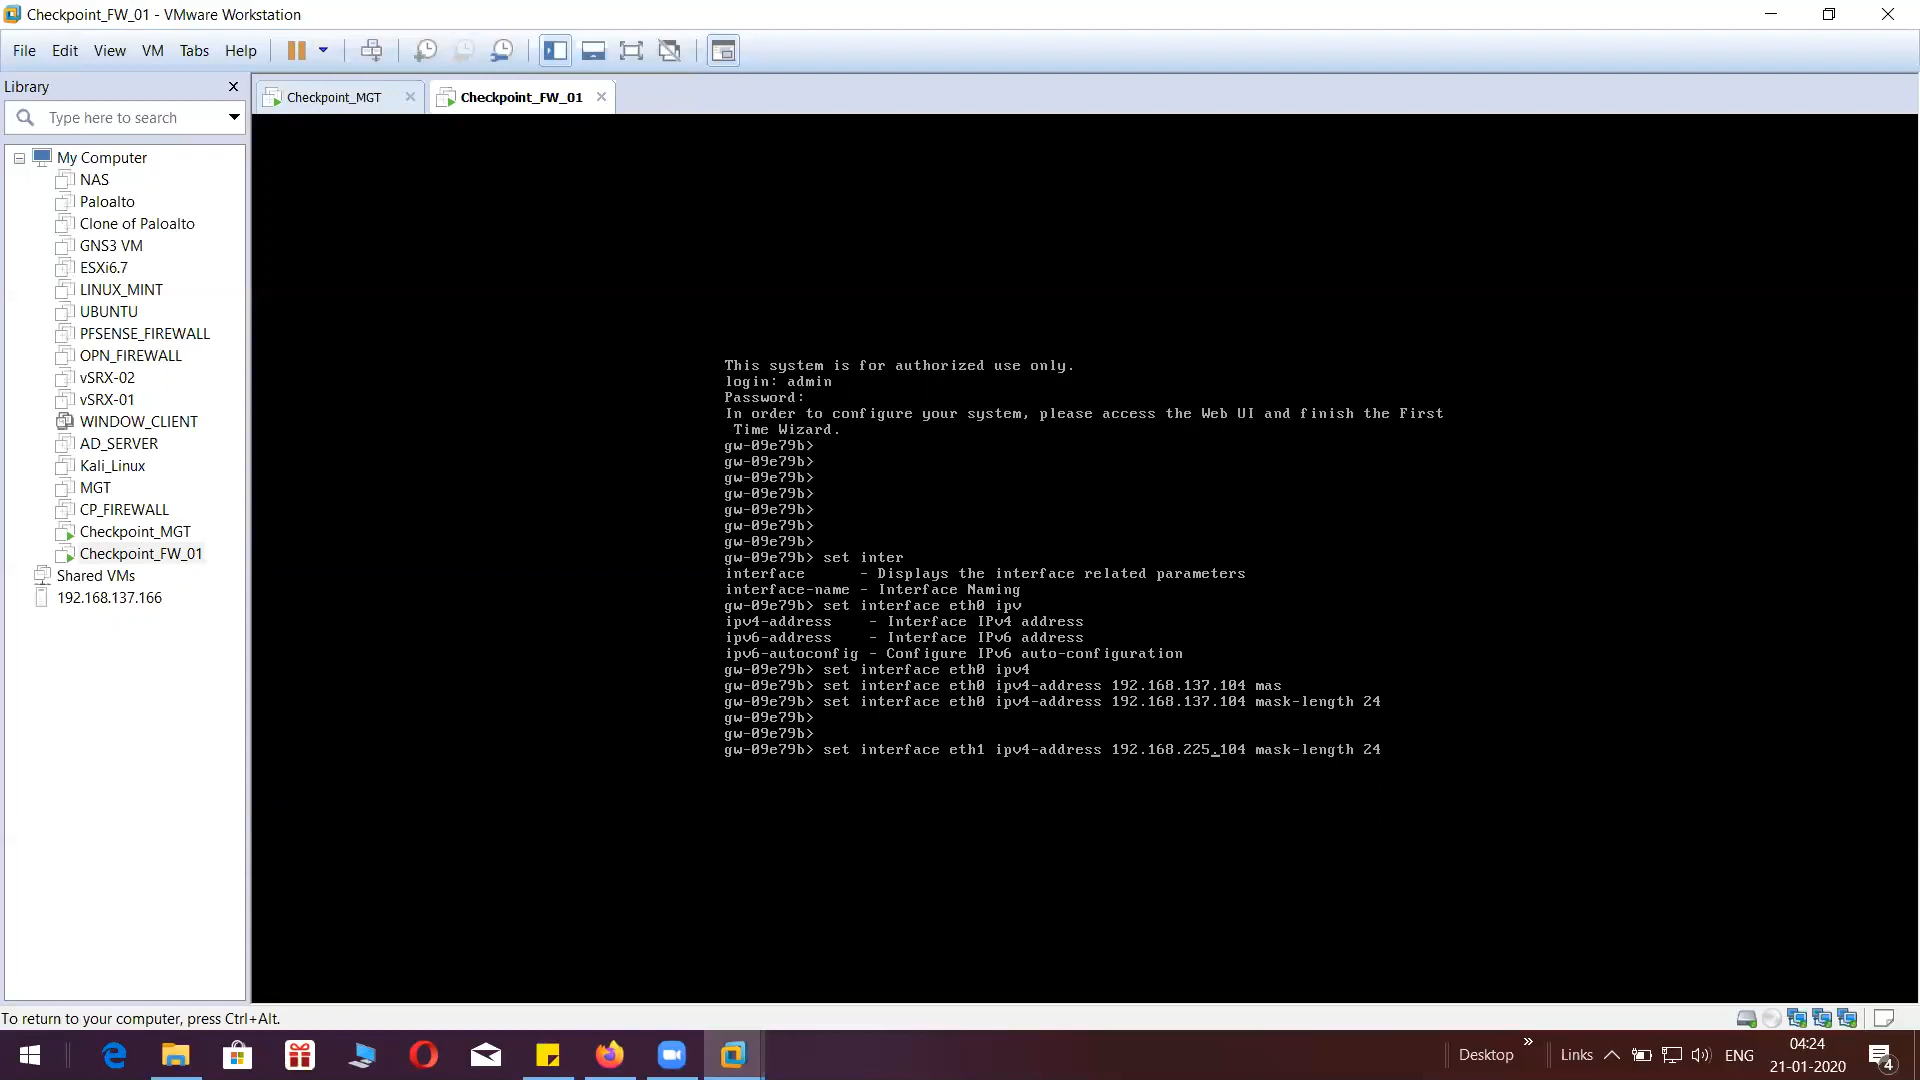 Checkpoint_FW_01 - VMware Workstation
File Edit View VM Tabs Help
Library
Type here to search
My Computer
NAS
Paloalto
Clone of Paloalto
GNS3 VM
ESXi6.7
LINUX_MINT
UBUNTU
PFSENSE_FIREWALL
OPN_FIREWALL
vSRX-02
vSRX-01
WINDOW_CLIENT
AD_SERVER
Kali_Linux
MGT
CP_FIREWALL
Checkpoint_MGT
Checkpoint_FW_01
Shared VMs
192.168.137.166
Checkpoint_MGT Checkpoint_FW_01
This system is for authorized use only.
login: admin
Password:
In order to configure your system, please access the Web UI and finish the First
Time Wizard.
gw-09e79b>
gw-09e79b>
gw-09e79b>
gw-09e79b>
gw-09e79b>
gw-09e79b>
gw-09e79b>
gw-09e79b> set inter
interface - Displays the interface related parameters
interface-name - Interface Naming
gw-09e79b> set interface eth0 ipv
ipv4-address - Interface IPv4 address
ipv6-address - Interface IPv6 address
ipv6-autoconfig - Configure IPv6 auto-configuration
gw-09e79b> set interface eth0 ipv4
gw-09e79b> set interface eth0 ipv4-address 192.168.137.104 mas
gw-09e79b> set interface eth0 ipv4-address 192.168.137.104 mask-length 24
gw-09e79b>
gw-09e79b>
gw-09e79b> set interface eth1 ipv4-address 192.168.225.104 mask-length 24
To return to your computer, press Ctrl+Alt.
Desktop » Links ENG 04:24
21-01-2020 4